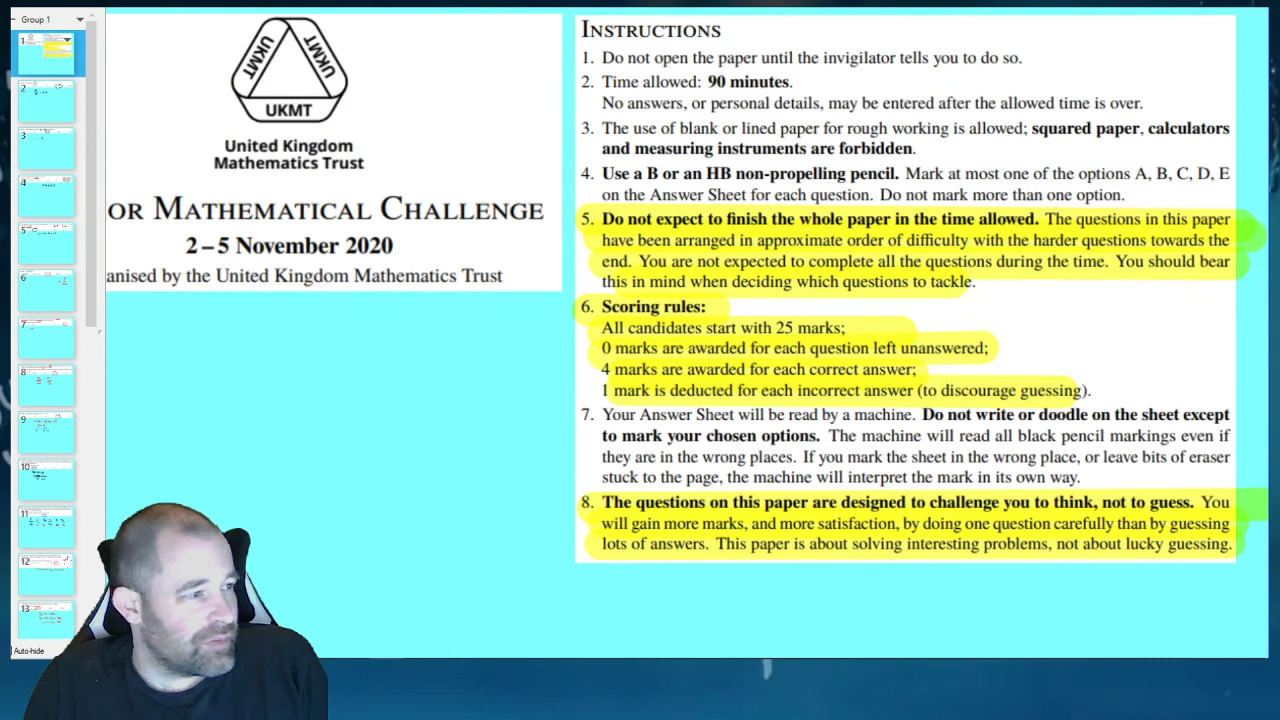 Group 1
1
2
3
4
5
6
7
8
9
10
11
12
13
Auto-hide
UKMT
UKMT
UKMT
United Kingdom
Mathematics Trust
OR MATHEMATICAL CHALLENGE
2 – 5 November 2020
anised by the United Kingdom Mathematics Trust
INSTRUCTIONS
1. Do not open the paper until the invigilator tells you to do so.
2. Time allowed: 90 minutes.
No answers, or personal details, may be entered after the allowed time is over.
3. The use of blank or lined paper for rough working is allowed; squared paper, calculators
and measuring instruments are forbidden.
4. Use a B or an HB non-propelling pencil. Mark at most one of the options A, B, C, D, E
on the Answer Sheet for each question. Do not mark more than one option.
5. Do not expect to finish the whole paper in the time allowed. The questions in this paper
have been arranged in approximate order of difficulty with the harder questions towards the
end. You are not expected to complete all the questions during the time. You should bear
this in mind when deciding which questions to tackle.
6. Scoring rules:
All candidates start with 25 marks;
0 marks are awarded for each question left unanswered;
4 marks are awarded for each correct answer;
1 mark is deducted for each incorrect answer (to discourage guessing).
7. Your Answer Sheet will be read by a machine. Do not write or doodle on the sheet except
to mark your chosen options. The machine will read all black pencil markings even if
they are in the wrong places. If you mark the sheet in the wrong place, or leave bits of eraser
stuck to the page, the machine will interpret the mark in its own way.
8. The questions on this paper are designed to challenge you to think, not to guess. You
will gain more marks, and more satisfaction, by doing one question carefully than by guessing
lots of answers. This paper is about solving interesting problems, not about lucky guessing.